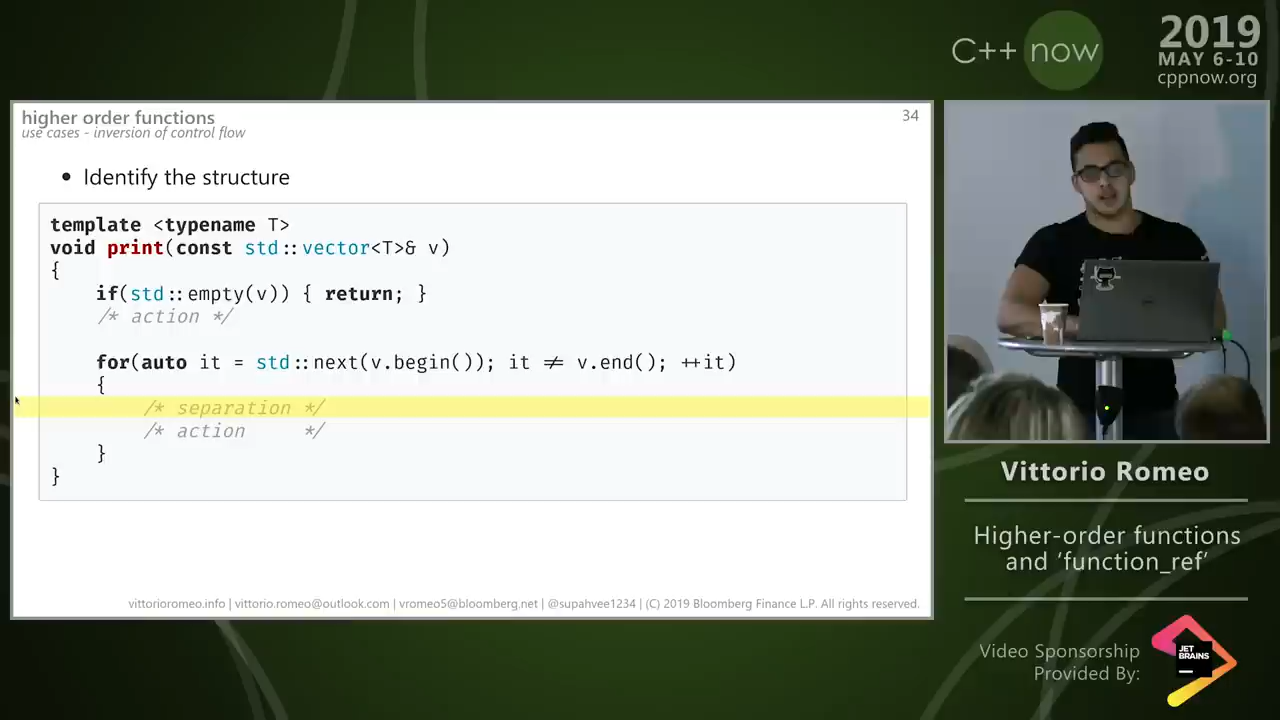 C++ now
2019
MAY 6-10
cppnow.org
higher order functions
use cases - inversion of control flow
34
• Identify the structure
template <typename T>
void print(const std::vector<T>& v)
{
if(std::empty(v)) { return; }
/* action */
for(auto it = std::next(v.begin()); it ≠ v.end(); ++it)
{
/* separation */
/* action */
}
}
vittorioromeo.info | vittorio.romeo@outlook.com | vromeo5@bloomberg.net | @supahvee1234 | (C) 2019 Bloomberg Finance L.P. All rights reserved.
Vittorio Romeo
Higher-order functions
and ‘function_ref’
Video Sponsorship
Provided By:
JET
BRAINS